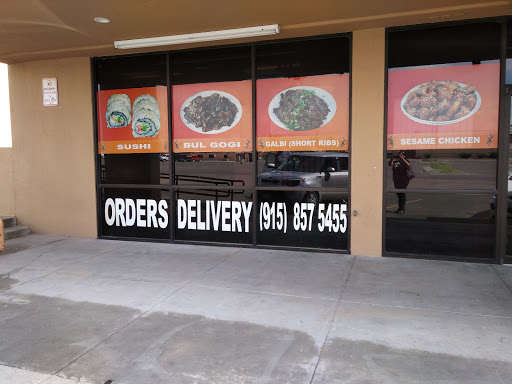 SUSHI
BUL GOGI
GALBI (SHORT RIBS)
SESAME CHICKEN
ORDERS DELIVERY (915) 857 5455